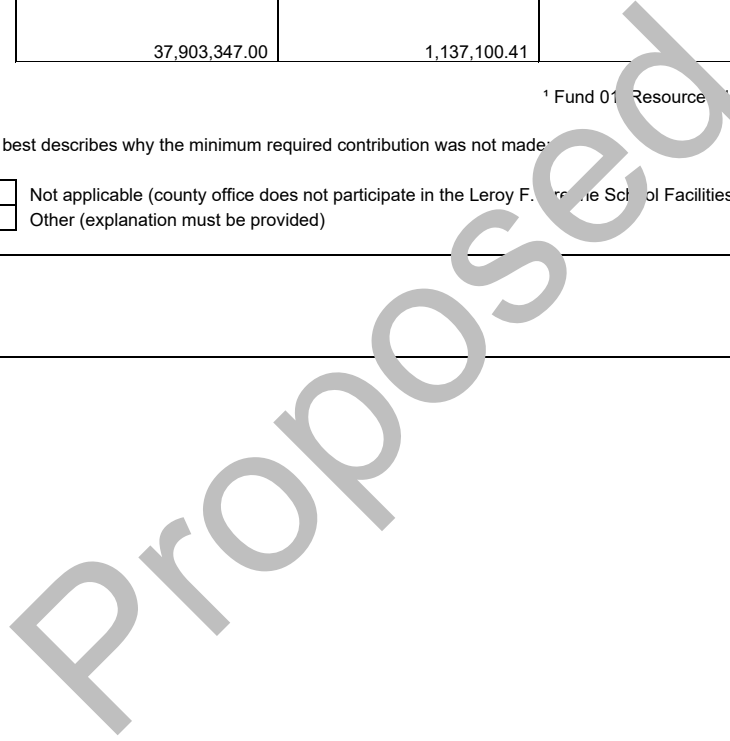 37,903,347.00 1,137,100.41
¹ Fund 01 Resource
best describes why the minimum required contribution was not made:
Not applicable (county office does not participate in the Leroy F. School Facilities
Other (explanation must be provided)
Proposed